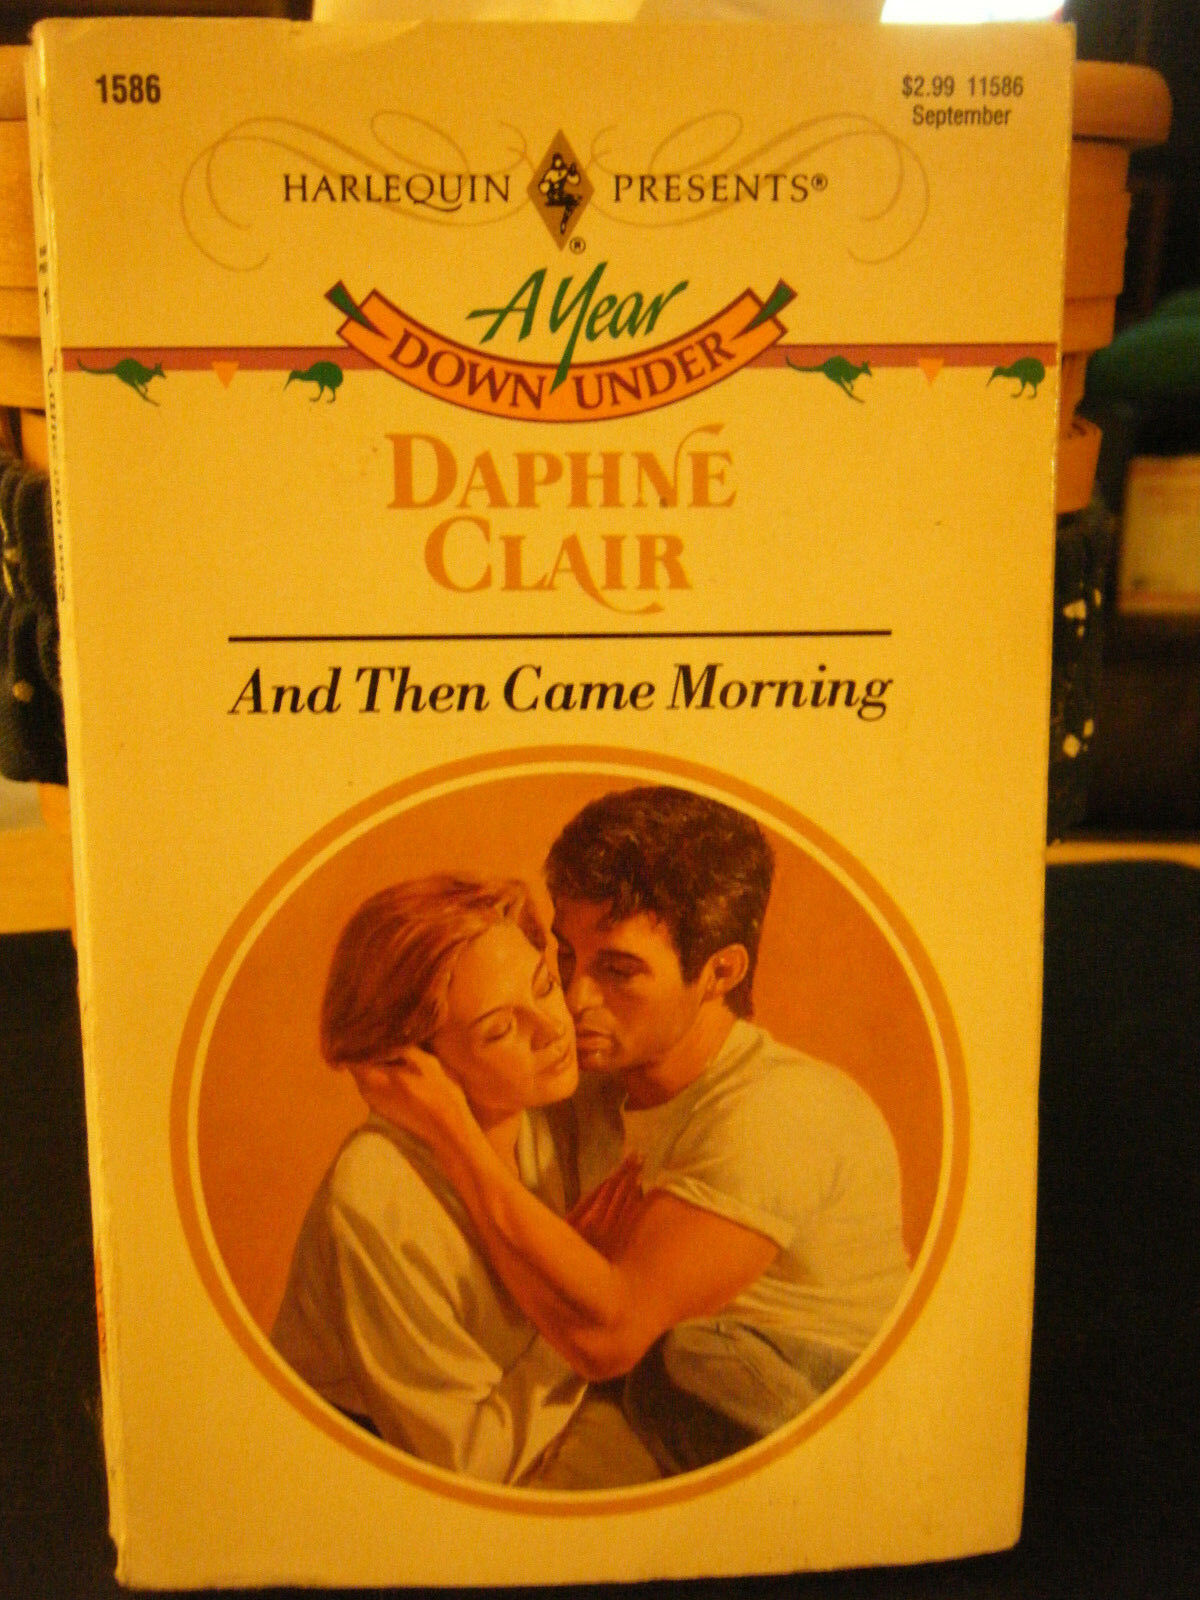 1586
$2.99 11586
September
HARLEQUIN PRESENTS®
®
A Year
DOWN UNDER
DAPHNE
CLAIR
And Then Came Morning